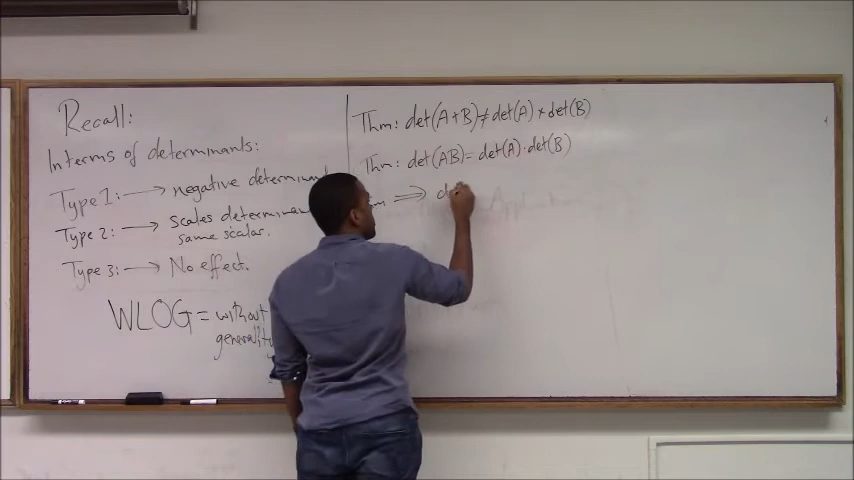 Recall:
In terms of determinants:
Type 1: → negative determinant
Type 2: → scales determinant
same scalar.
Type 3: → No effect.
WLOG = without
generality
Thm: det(A+B)≠det(A)+det(B)
Thm: det(AB)=det(A)·det(B)
⟹ de